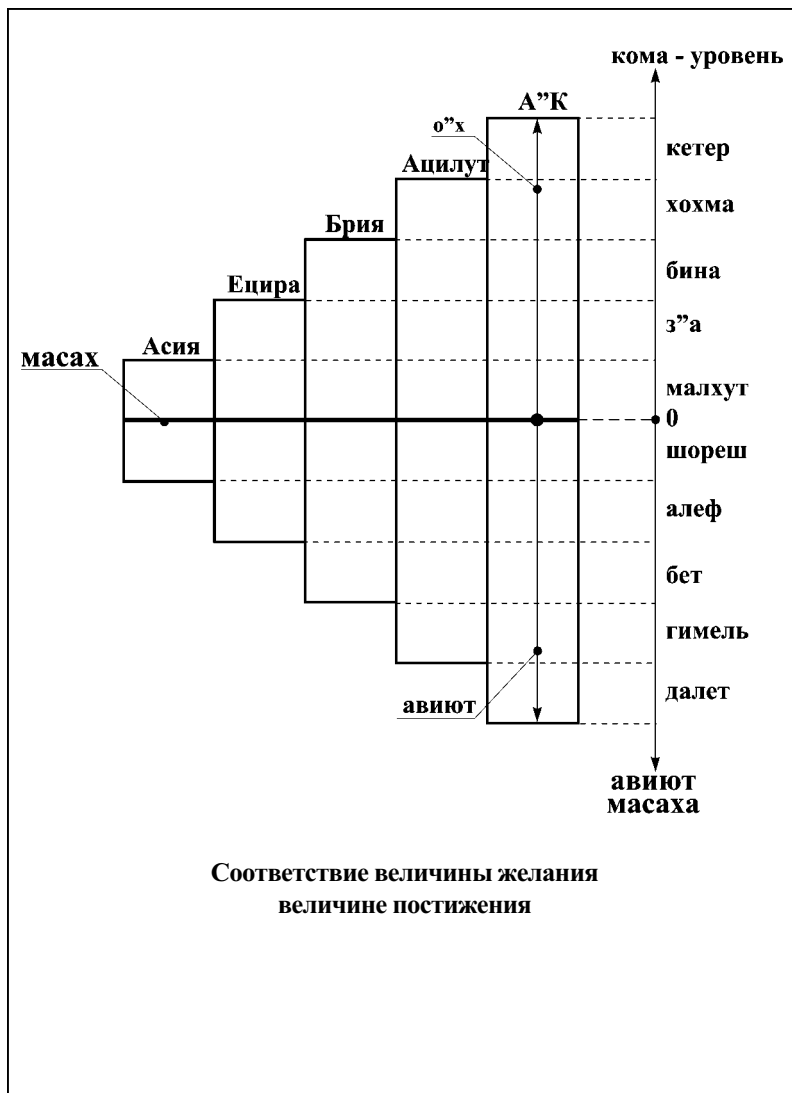 кома - уровень
А”К
о”х
кетер
Ацилут
хохма
Брия
бина
Ецира
з”а
Асия
масах
малхут
0
шореш
алеф
бет
гимель
далет
авиют
авиют
масаха
Соответствие величины желания
величине постижения